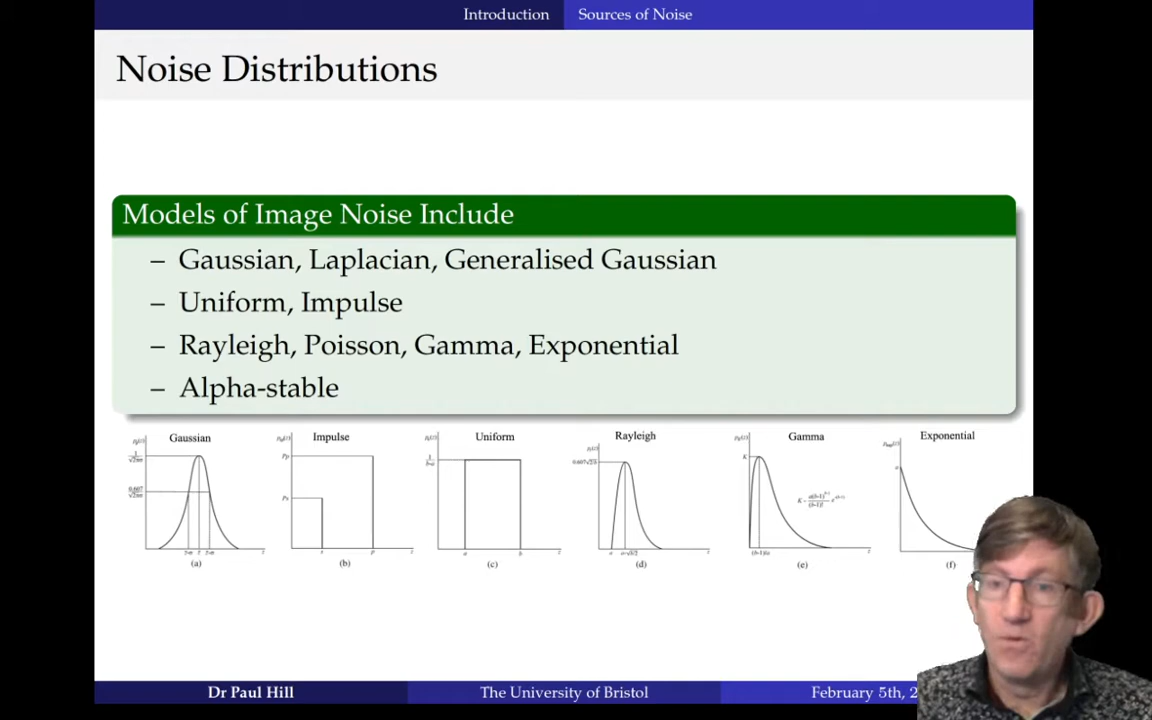 Introduction Sources of Noise
Noise Distributions
Models of Image Noise Include
– Gaussian, Laplacian, Generalised Gaussian
– Uniform, Impulse
– Rayleigh, Poisson, Gamma, Exponential
– Alpha-stable
Gaussian Impulse Uniform Rayleigh Gamma Exponential
(a) (b) (c) (d) (e) (f)
Dr Paul Hill The University of Bristol February 5th, 2